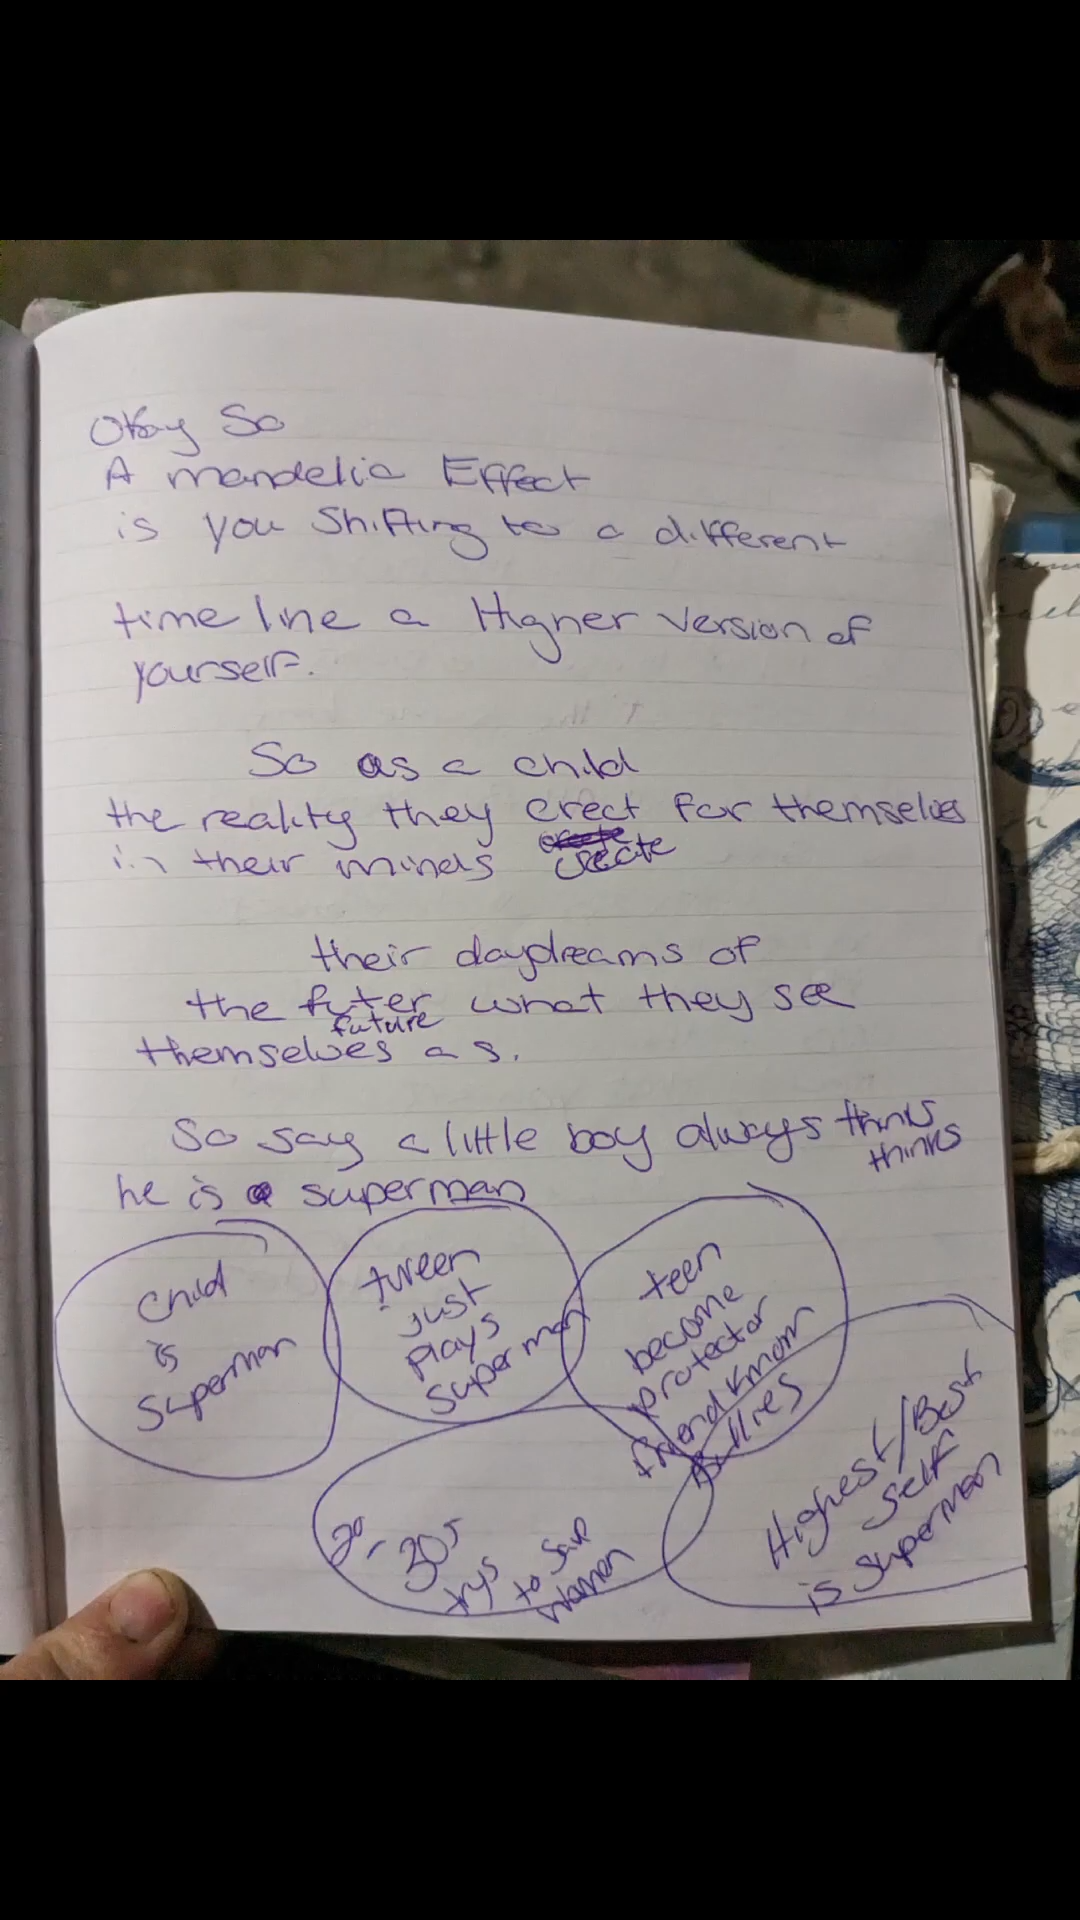 Okay So
A mandelic Effect
is you Shifting to a different
time line a Higner version of
yourself.
So as a child
the reality they erect for themselves
in their minds create
their daydreams of
the futer what they see
future
themselves as.
So say a little boy always thinks
thinks
he is a superman
child
is
Superman
tween
just
plays
Superman
teen
become
protector
friend
Bullies
20, 30s
trys to save
women
Highest/Best
self
is superman